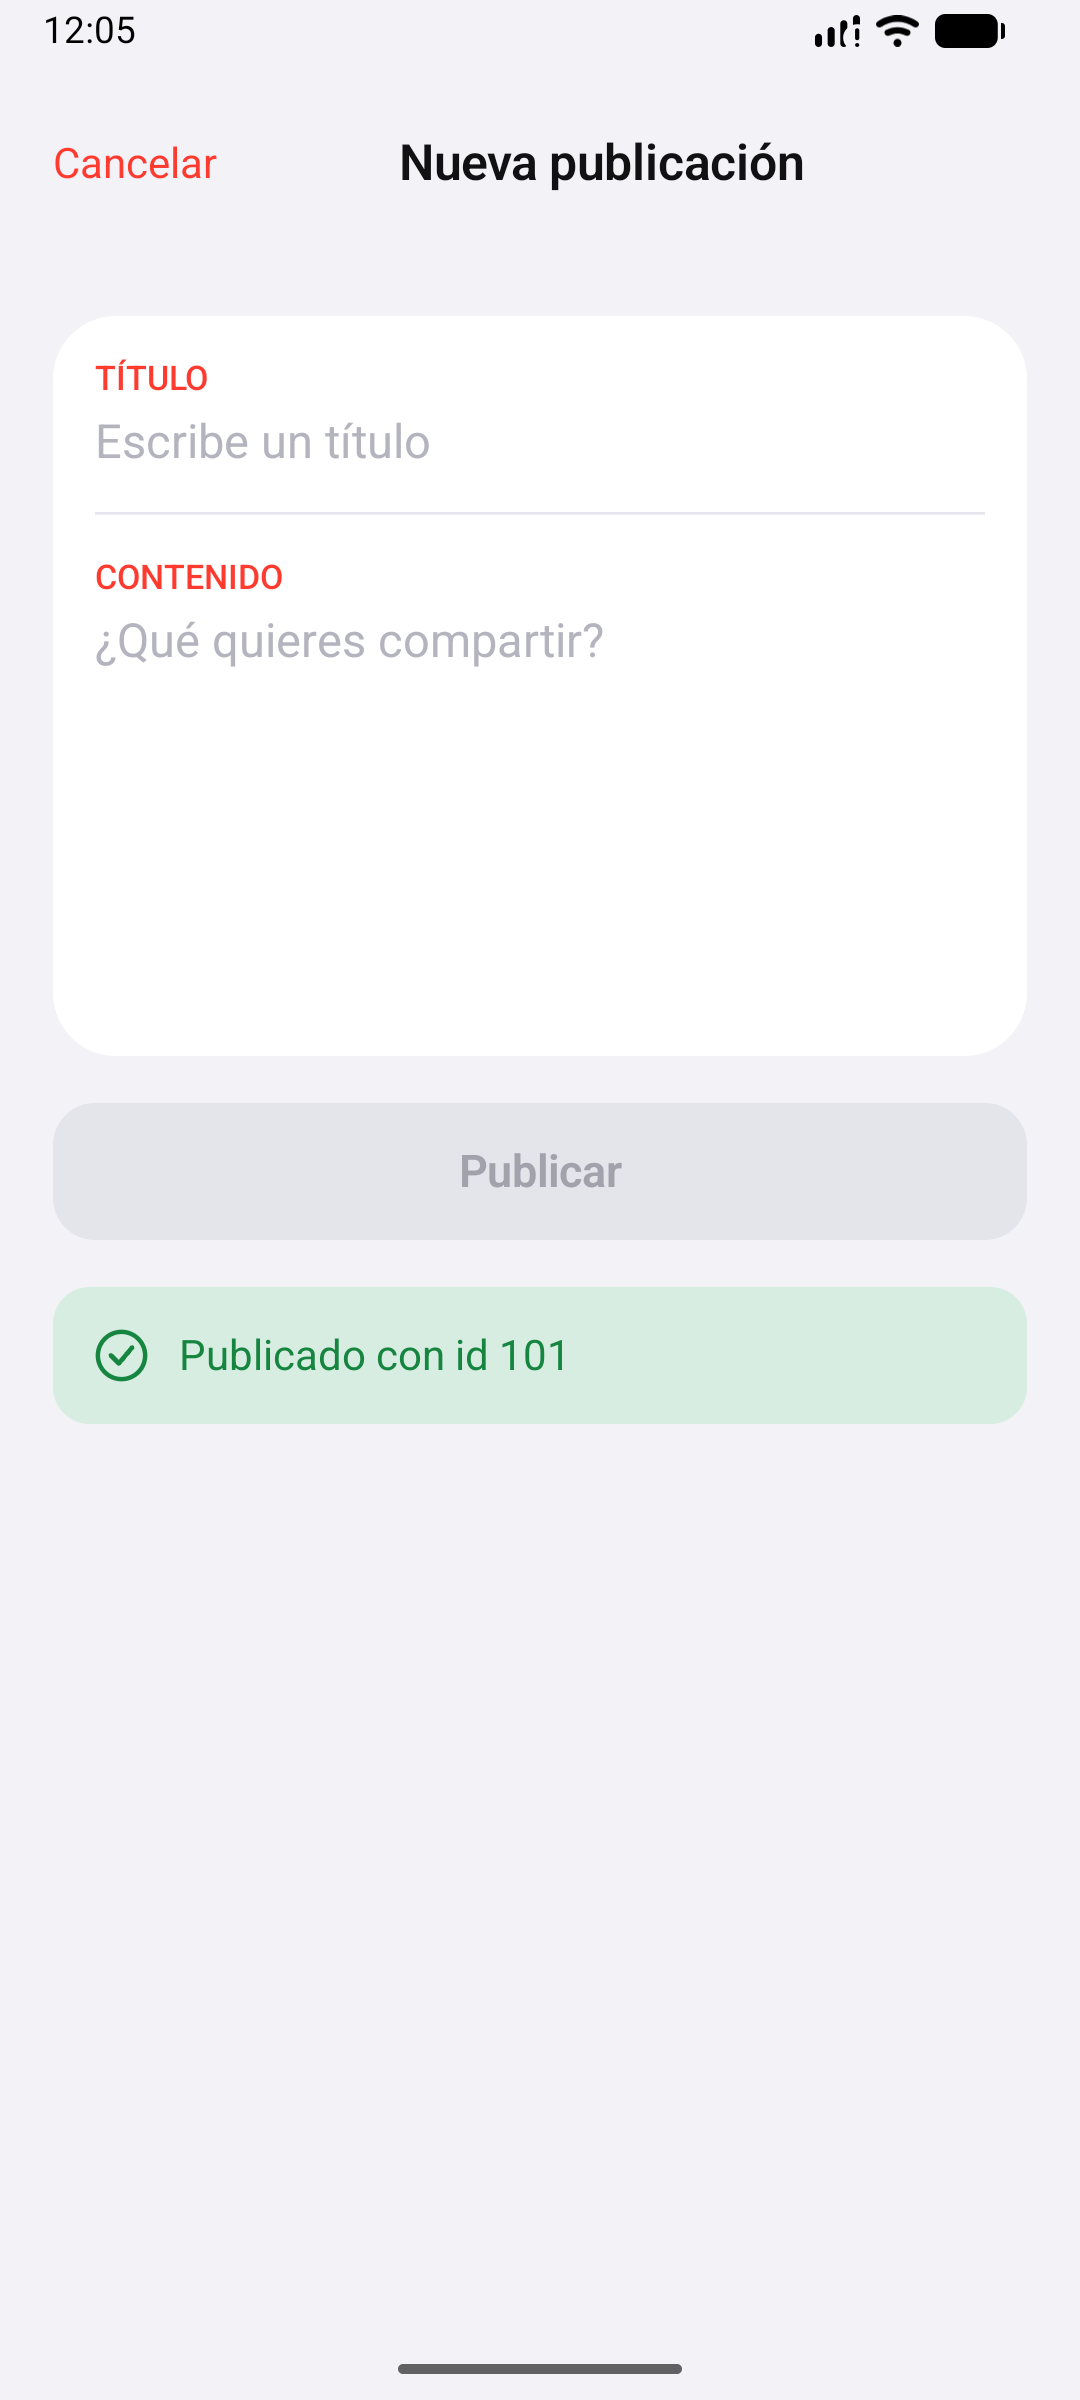 12:05
Cancelar
Nueva publicación
TÍTULO
Escribe un título
CONTENIDO
¿Qué quieres compartir?
Publicar
Publicado con id 101